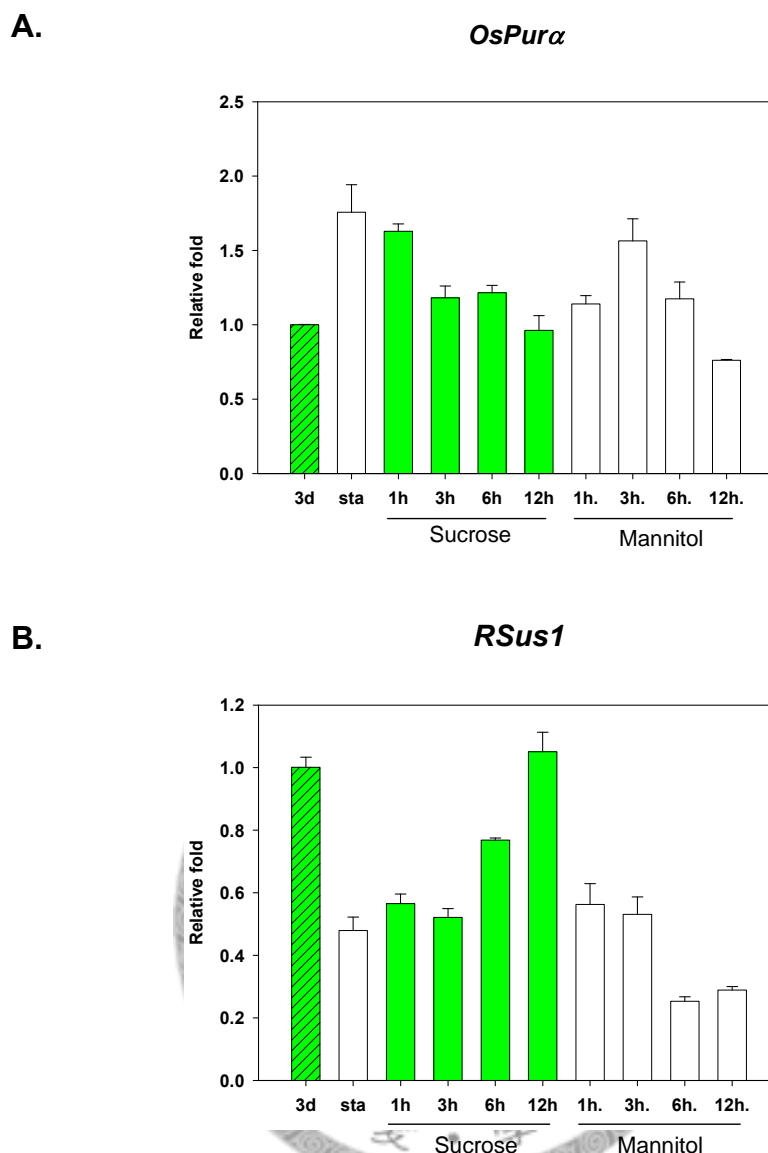 A.
OsPurα
2.5
2.0
1.5
1.0
0.5
0.0
Relative fold
3d sta 1h 3h 6h 12h 1h. 3h. 6h. 12h.
Sucrose Mannitol
B.
RSus1
1.2
1.0
0.8
0.6
0.4
0.2
0.0
Relative fold
3d sta 1h 3h 6h 12h 1h. 3h. 6h. 12h.
Sucrose Mannitol